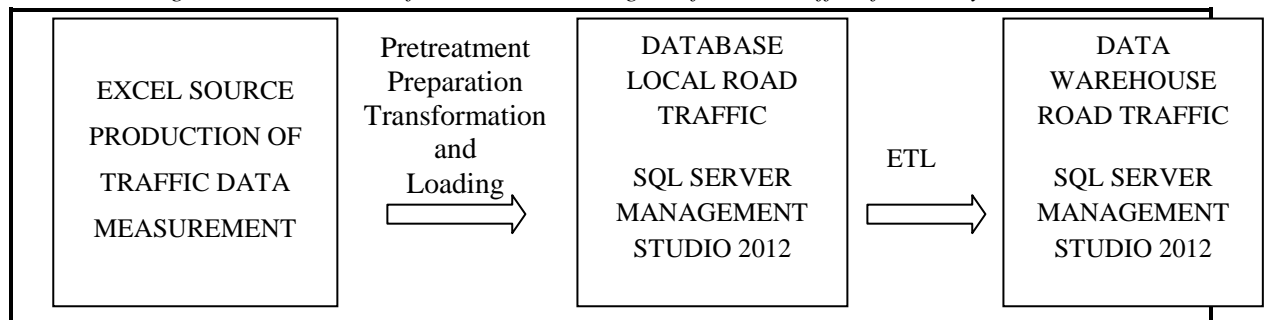 EXCEL SOURCE
PRODUCTION OF
TRAFFIC DATA
MEASUREMENT
Pretreatment
Preparation
Transformation
and
Loading
DATABASE
LOCAL ROAD
TRAFFIC
SQL SERVER
MANAGEMENT
STUDIO 2012
ETL
DATA
WAREHOUSE
ROAD TRAFFIC
SQL SERVER
MANAGEMENT
STUDIO 2012